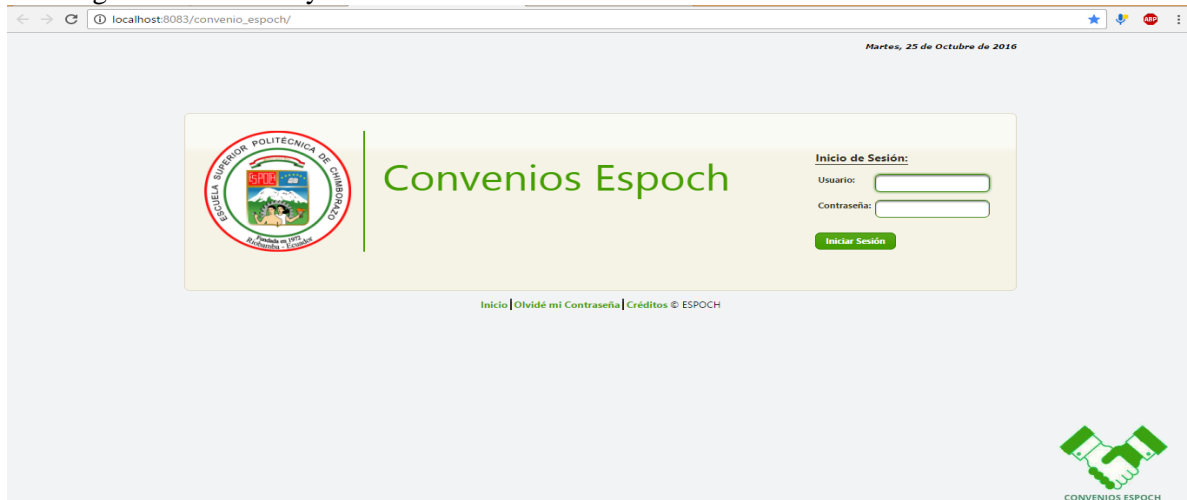 localhost:8083/convenio_espoch/
ABP
Martes, 25 de Octubre de 2016
ESCUELA SUPERIOR POLITÉCNICA DE CHIMBORAZO
ESPOCH
Fundada en 1972
Riobamba - Ecuador
Convenios Espoch
Inicio de Sesión:
Usuario:
Contraseña:
Iniciar Sesión
Inicio|Olvidé mi Contraseña|Créditos © ESPOCH
CONVENIOS ESPOCH